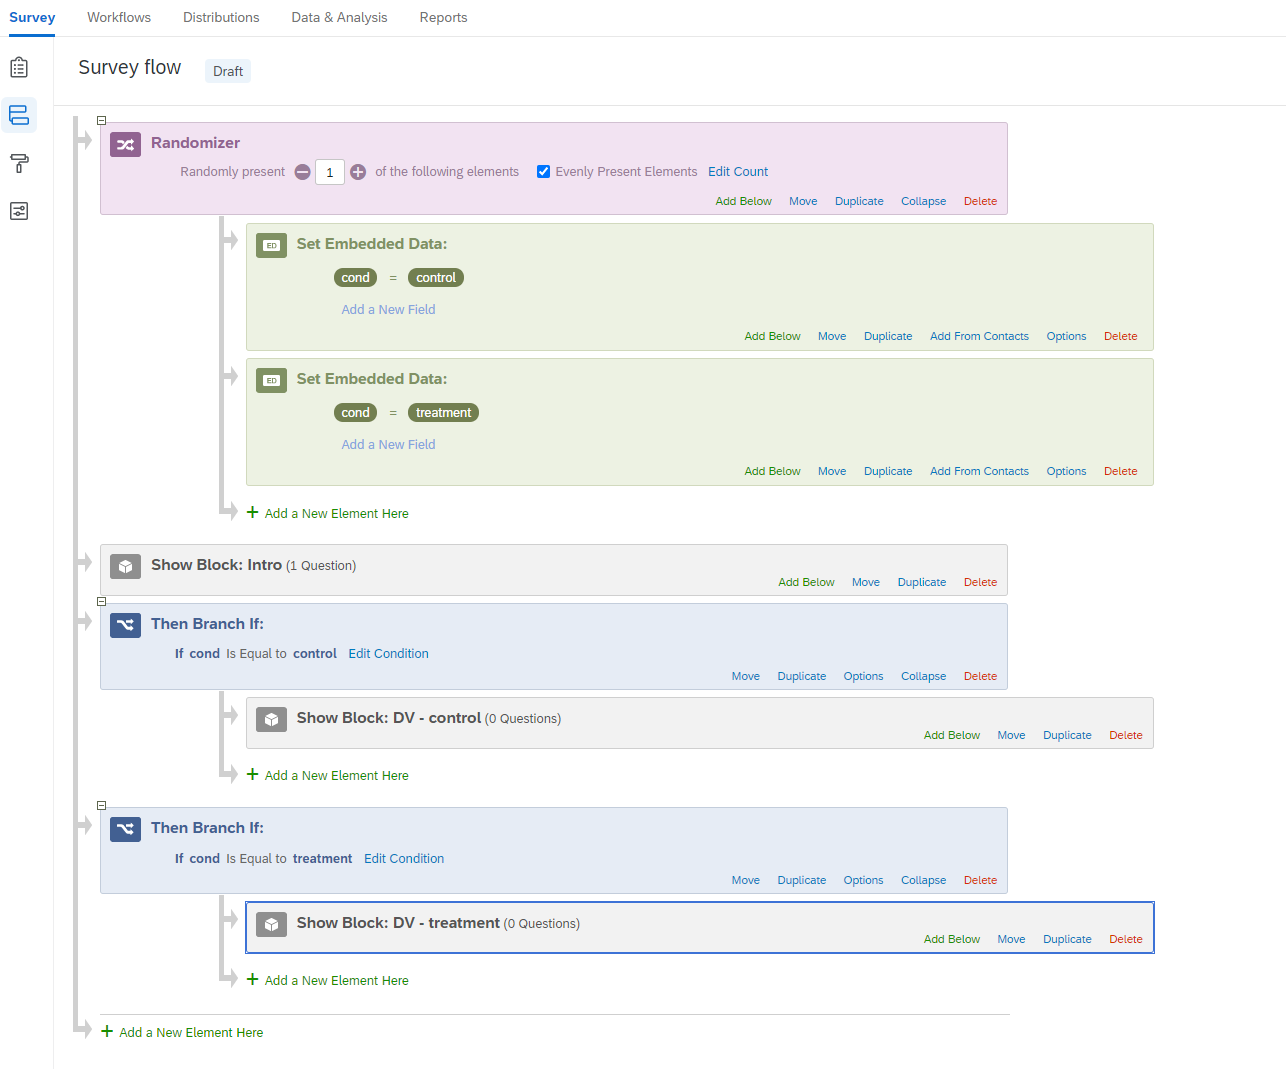 Survey Workflows Distributions Data & Analysis Reports
Survey flow Draft
Randomizer
Randomly present 1 of the following elements Evenly Present Elements Edit Count
Add Below Move Duplicate Collapse Delete
ED Set Embedded Data:
cond = control
Add a New Field
Add Below Move Duplicate Add From Contacts Options Delete
ED Set Embedded Data:
cond = treatment
Add a New Field
Add Below Move Duplicate Add From Contacts Options Delete
+ Add a New Element Here
Show Block: Intro (1 Question)
Add Below Move Duplicate Delete
Then Branch If:
If cond Is Equal to control Edit Condition
Move Duplicate Options Collapse Delete
Show Block: DV - control (0 Questions)
Add Below Move Duplicate Delete
+ Add a New Element Here
Then Branch If:
If cond Is Equal to treatment Edit Condition
Move Duplicate Options Collapse Delete
Show Block: DV - treatment (0 Questions)
Add Below Move Duplicate Delete
+ Add a New Element Here
+ Add a New Element Here